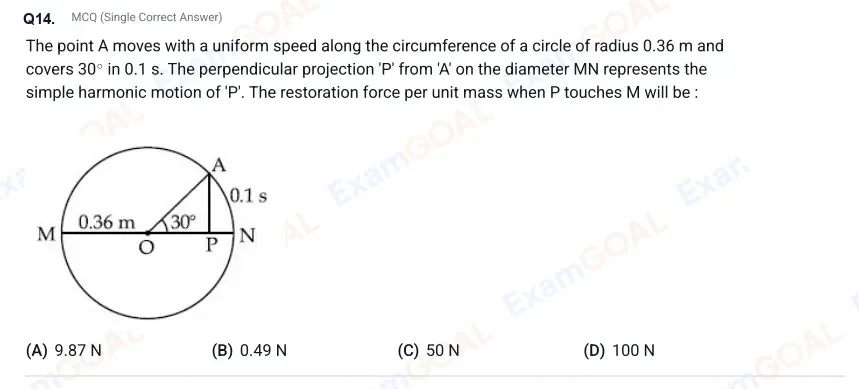 Q14. MCQ (Single Correct Answer)
The point A moves with a uniform speed along the circumference of a circle of radius 0.36 m and
covers 30° in 0.1 s. The perpendicular projection 'P' from 'A' on the diameter MN represents the
simple harmonic motion of 'P'. The restoration force per unit mass when P touches M will be :
A
0.1 s
0.36 m
30°
M
N
O
P
(A) 9.87 N (B) 0.49 N (C) 50 N (D) 100 N
ExamGOAL
ExamGOAL